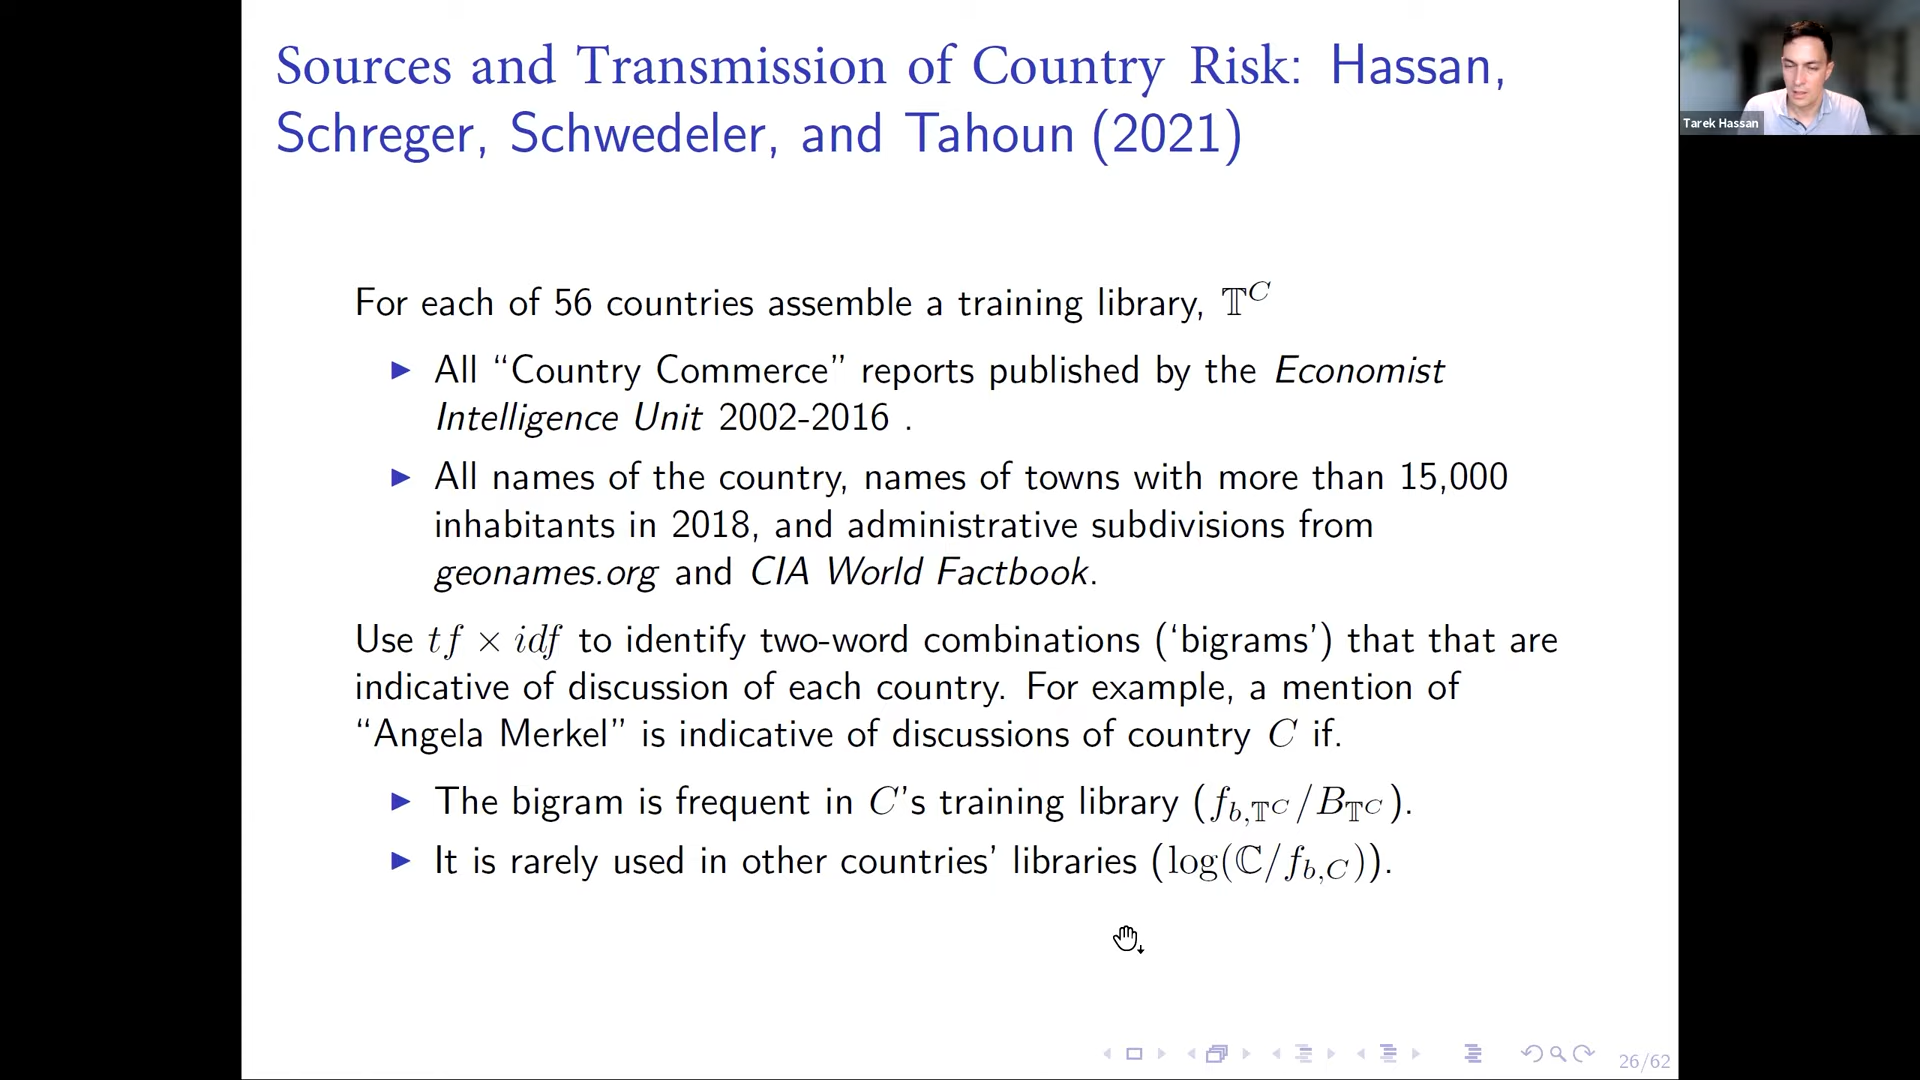 Sources and Transmission of Country Risk: Hassan,
Schreger, Schwedeler, and Tahoun (2021)
Tarek Hassan
For each of 56 countries assemble a training library, 𝕋^C
▶ All “Country Commerce” reports published by the Economist
Intelligence Unit 2002-2016 .
▶ All names of the country, names of towns with more than 15,000
inhabitants in 2018, and administrative subdivisions from
geonames.org and CIA World Factbook.
Use tf × idf to identify two-word combinations (‘bigrams’) that that are
indicative of discussion of each country. For example, a mention of
“Angela Merkel” is indicative of discussions of country C if.
▶ The bigram is frequent in C’s training library (f_{b,𝕋^C}/B_{𝕋^C}).
▶ It is rarely used in other countries’ libraries (log(ℂ/f_{b,C})).
26/62